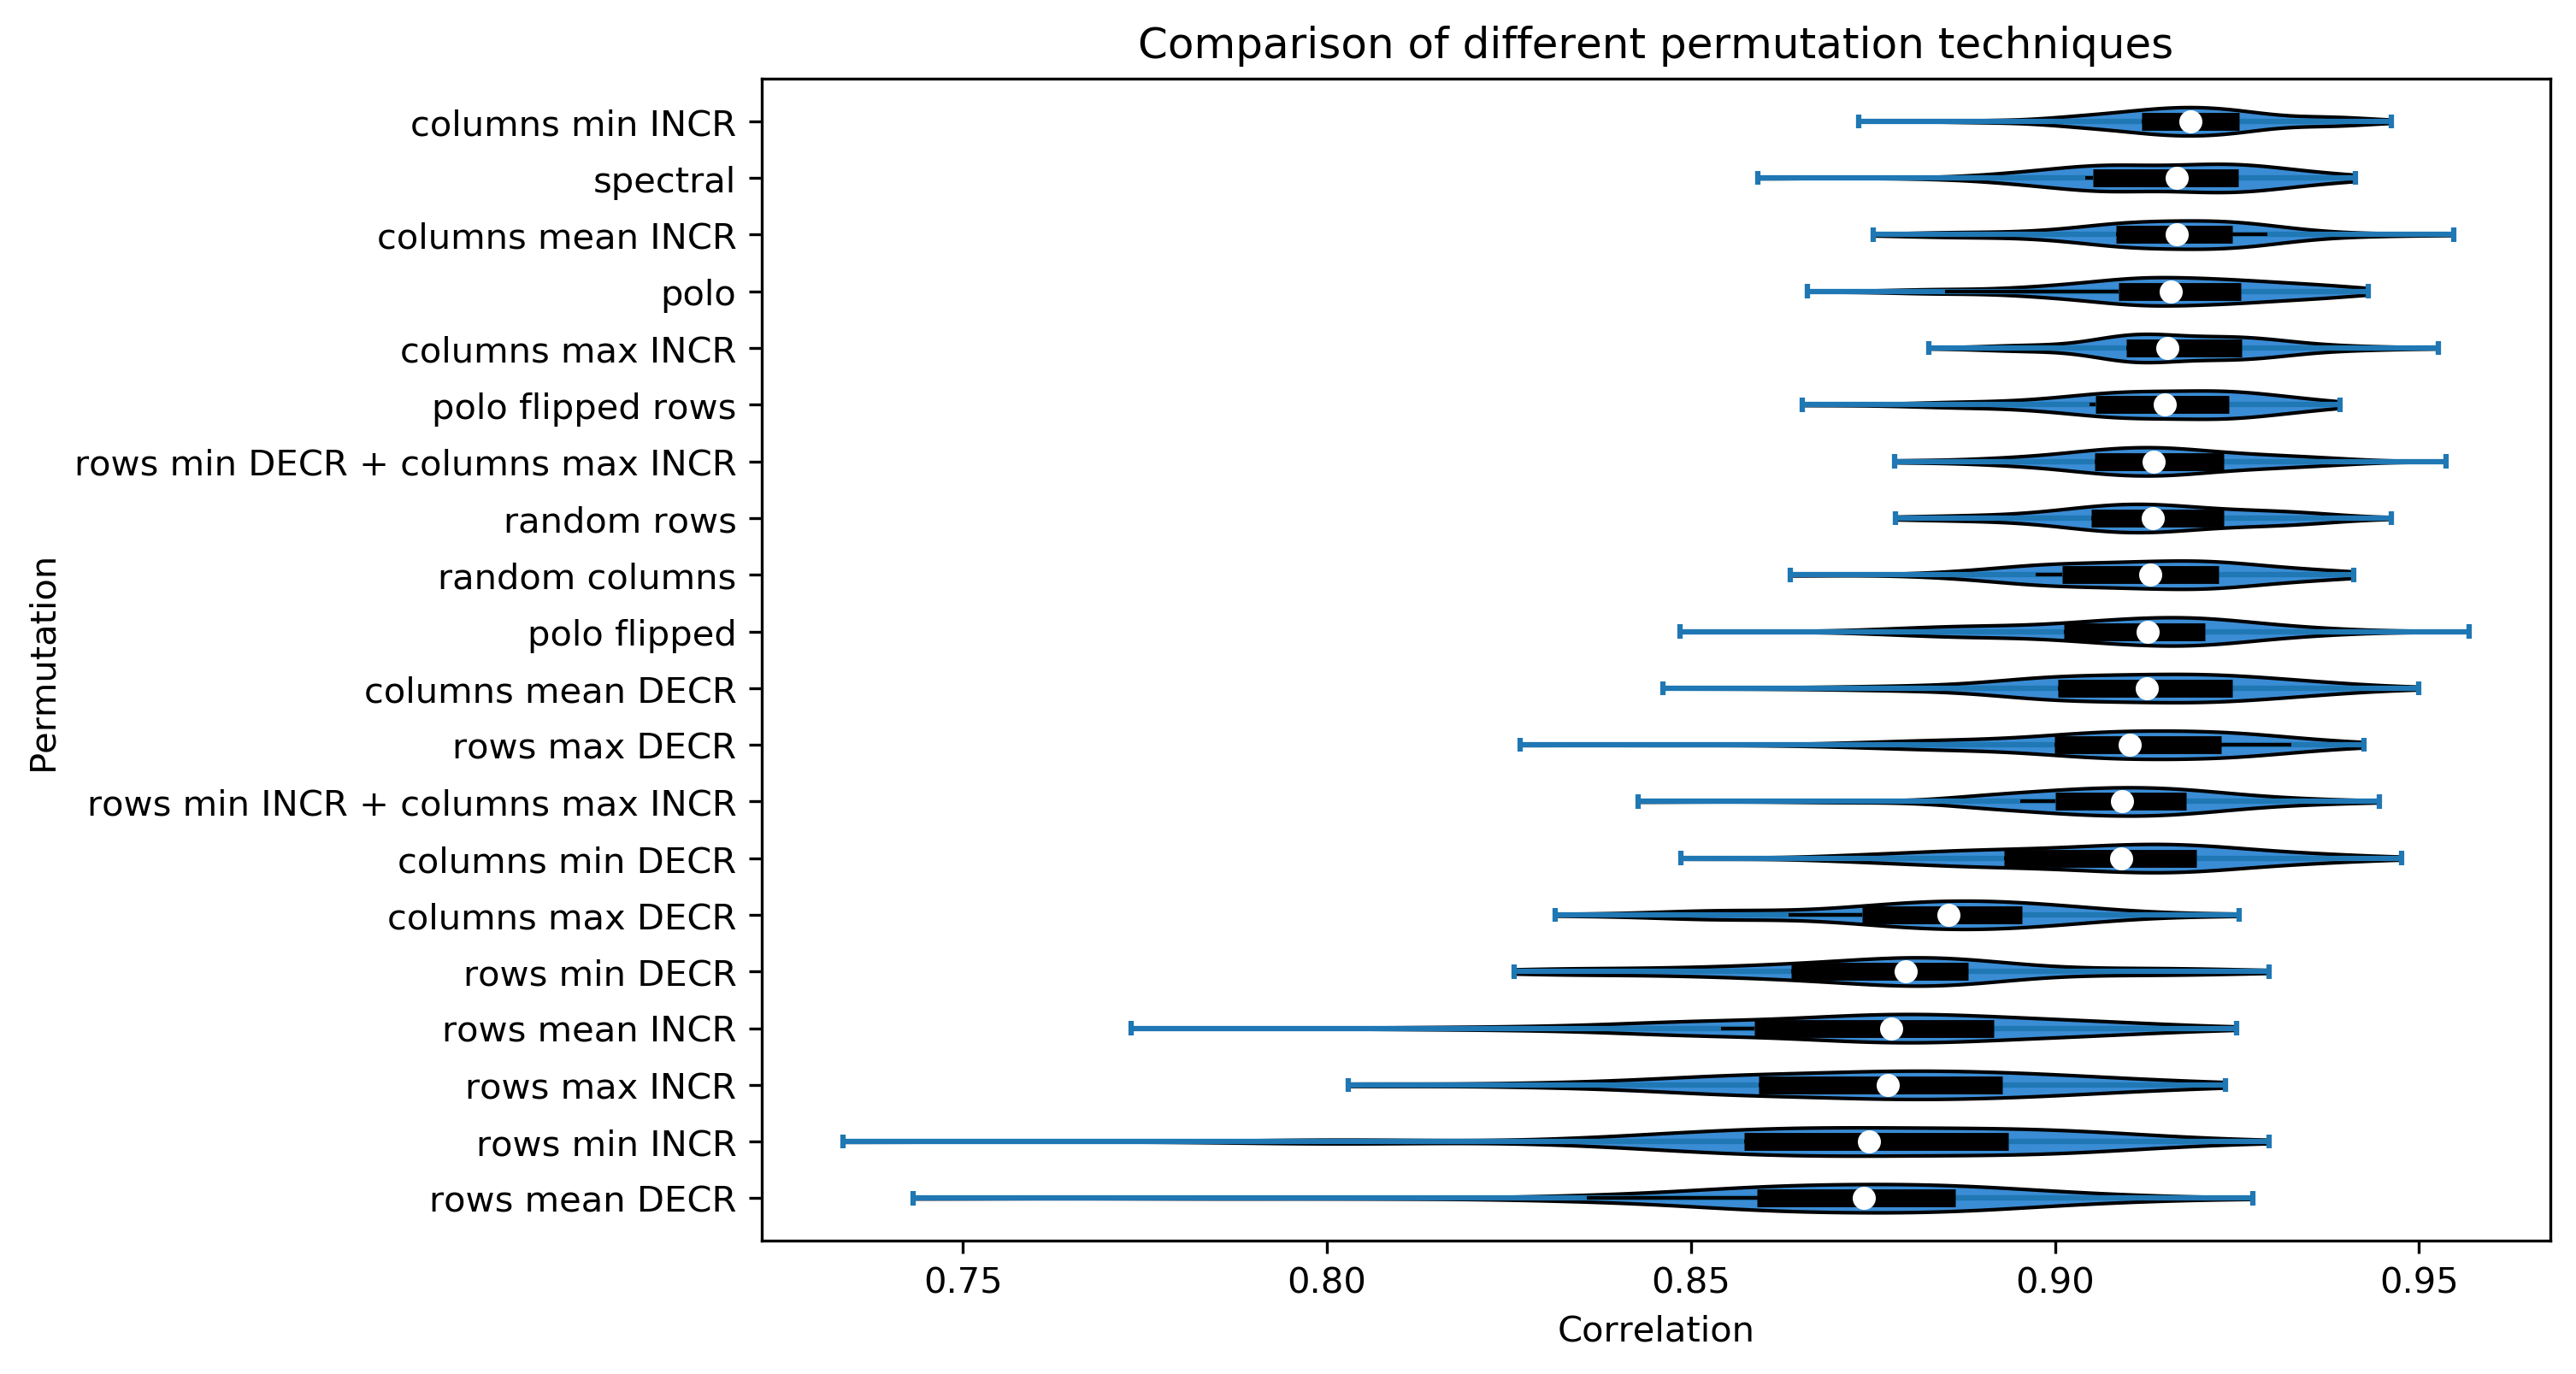 Comparison of different permutation techniques
Permutation
columns min INCR
spectral
columns mean INCR
polo
columns max INCR
polo flipped rows
rows min DECR + columns max INCR
random rows
random columns
polo flipped
columns mean DECR
rows max DECR
rows min INCR + columns max INCR
columns min DECR
columns max DECR
rows min DECR
rows mean INCR
rows max INCR
rows min INCR
rows mean DECR
0.75 0.80 0.85 0.90 0.95
Correlation